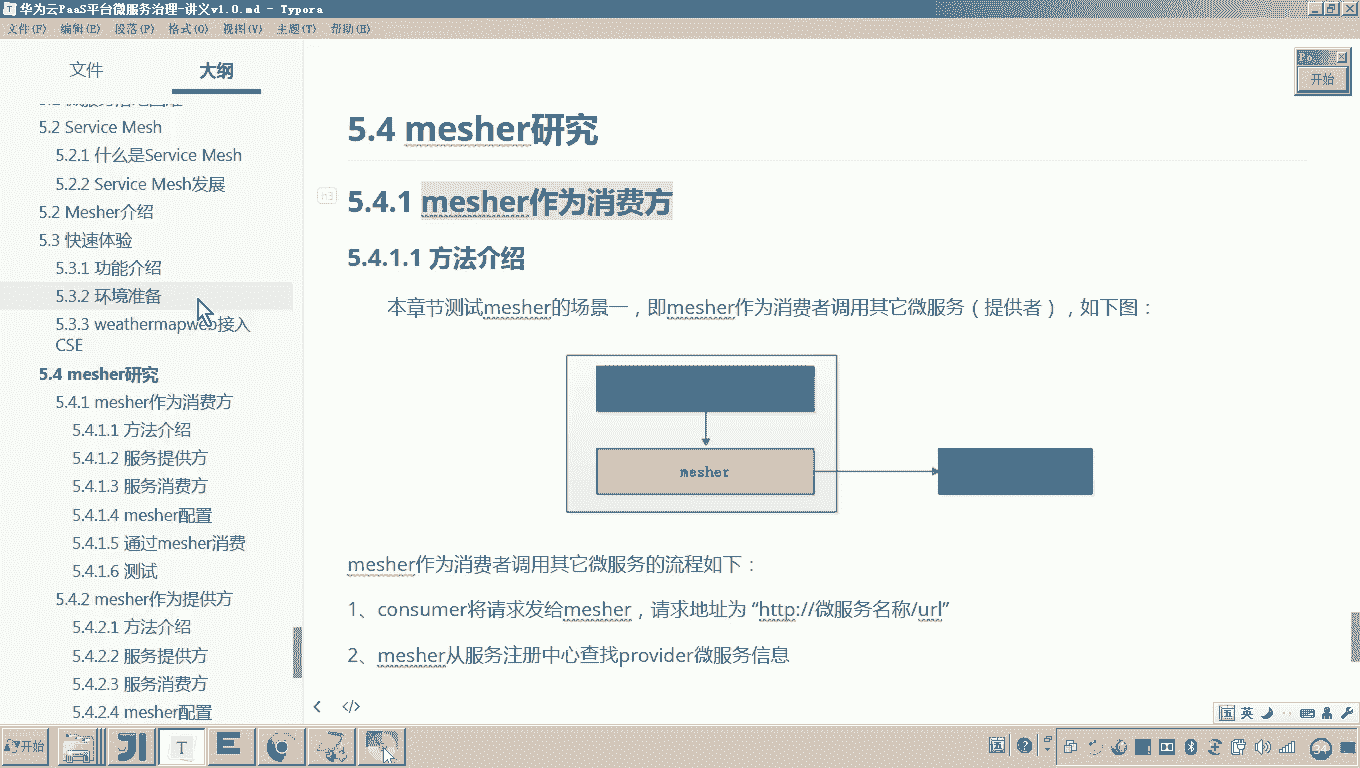 华为云PaaS平台微服务治理-讲义v1.0.md - Typora
文件(F) 编辑(E) 段落(P) 格式(O) 视图(V) 主题(T) 帮助(H)
文件 大纲
5.2 Service Mesh
5.2.1 什么是Service Mesh
5.2.2 Service Mesh发展
5.2 Mesher介绍
5.3 快速体验
5.3.1 功能介绍
5.3.2 环境准备
5.3.3 weathermapweb接入
CSE
5.4 mesher研究
5.4.1 mesher作为消费方
5.4.1.1 方法介绍
5.4.1.2 服务提供方
5.4.1.3 服务消费方
5.4.1.4 mesher配置
5.4.1.5 通过mesher消费
5.4.1.6 测试
5.4.2 mesher作为提供方
5.4.2.1 方法介绍
5.4.2.2 服务提供方
5.4.2.3 服务消费方
5.4.2.4 mesher配置
开始
5.4 mesher研究
h3
5.4.1 mesher作为消费方
5.4.1.1 方法介绍
本章节测试mesher的场景一，即mesher作为消费者调用其它微服务（提供者），如下图：
mesher
mesher作为消费者调用其它微服务的流程如下：
1、consumer将请求发给mesher，请求地址为 “http://微服务名称/url”
2、mesher从服务注册中心查找provider微服务信息
英
开始
34